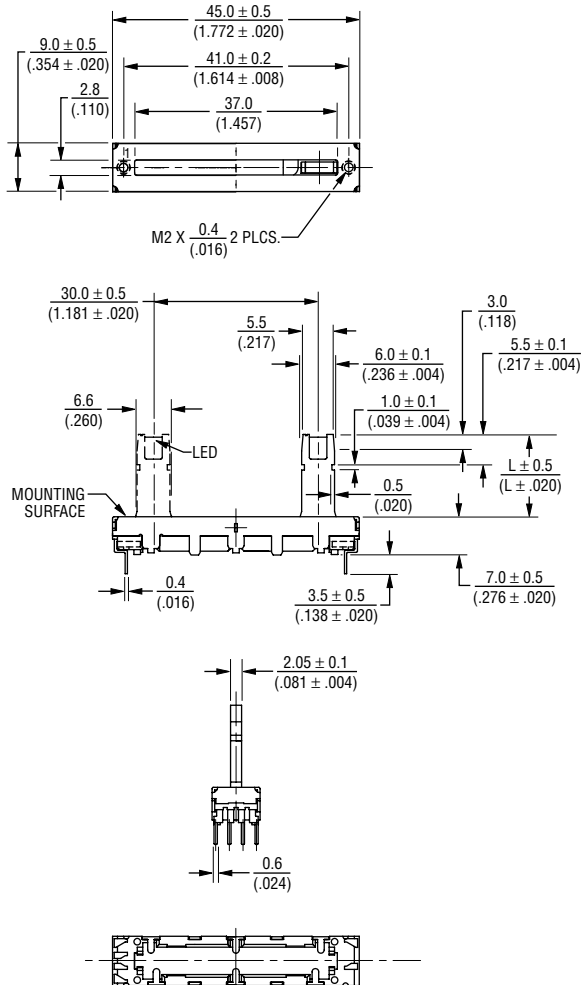 45.0 ± 0.5
(1.772 ± .020)
9.0 ± 0.5
(.354 ± .020)
41.0 ± 0.2
(1.614 ± .008)
2.8
(.110)
37.0
(1.457)
M2 X 0.4 2 PLCS.
(.016)
30.0 ± 0.5
(1.181 ± .020)
3.0
(.118)
5.5
(.217)
5.5 ± 0.1
(.217 ± .004)
6.0 ± 0.1
(.236 ± .004)
6.6
(.260)
1.0 ± 0.1
(.039 ± .004)
LED
L ± 0.5
(L ± .020)
MOUNTING
SURFACE
0.5
(.020)
0.4
(.016)
3.5 ± 0.5
(.138 ± .020)
7.0 ± 0.5
(.276 ± .020)
2.05 ± 0.1
(.081 ± .004)
0.6
(.024)